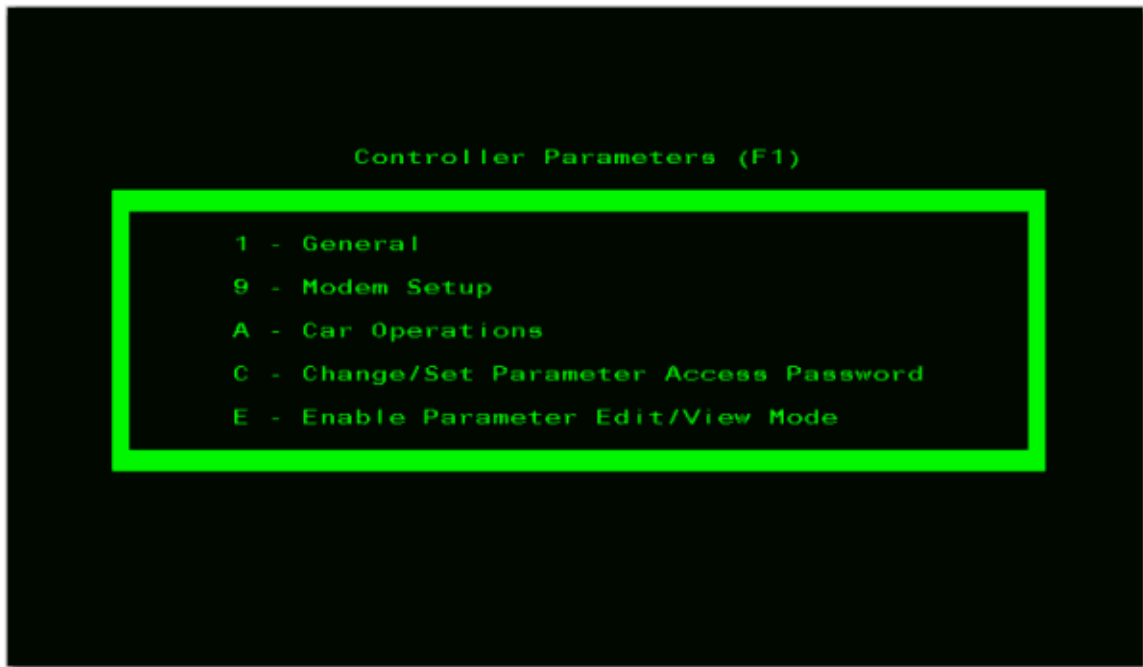 Controller Parameters (F1)
1 - General
9 - Modem Setup
A - Car Operations
C - Change/Set Parameter Access Password
E - Enable Parameter Edit/View Mode